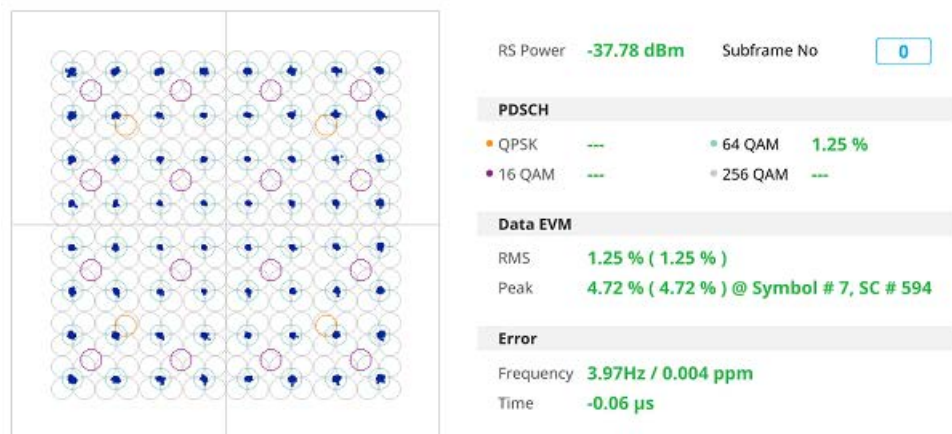 RS Power -37.78 dBm Subframe No 0
PDSCH
• QPSK --- • 64 QAM 1.25 %
• 16 QAM --- • 256 QAM ---
Data EVM
RMS 1.25 % ( 1.25 % )
Peak 4.72 % ( 4.72 % ) @ Symbol # 7, SC # 594
Error
Frequency 3.97Hz / 0.004 ppm
Time -0.06 µs